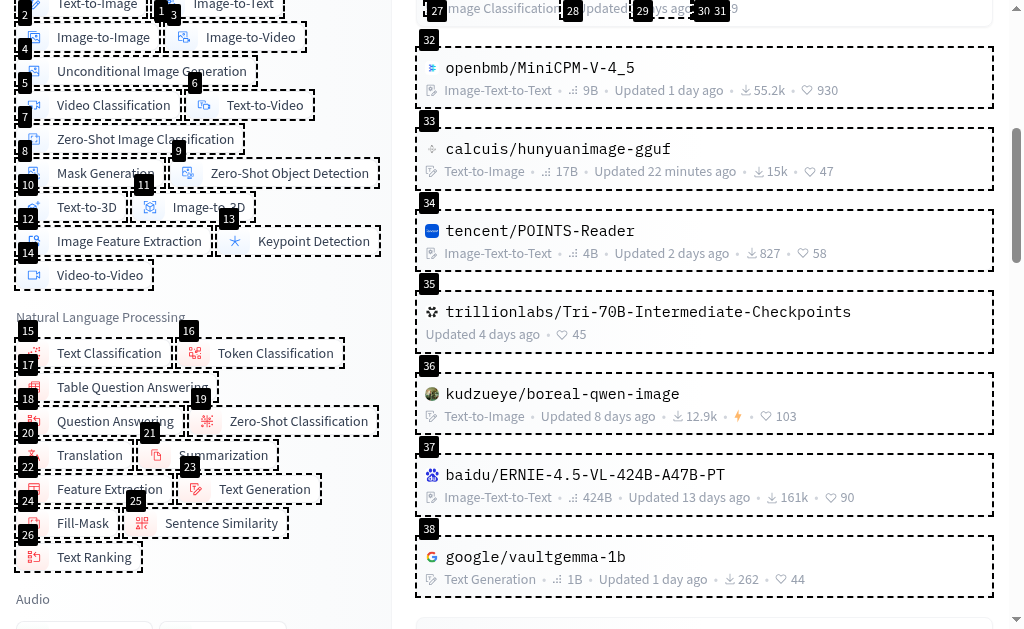 Text-to-Image
Image-to-Text
2
1
3
Image-to-Image
Image-to-Video
4
Unconditional Image Generation
5
6
Video Classification
Text-to-Video
7
Zero-Shot Image Classification
8
9
Mask Generation
Zero-Shot Object Detection
10
11
Text-to-3D
Image-to-3D
12
13
Image Feature Extraction
Keypoint Detection
14
Video-to-Video
Natural Language Processing
15
16
Text Classification
Token Classification
17
Table Question Answering
18
19
Question Answering
Zero-Shot Classification
20
21
Translation
Summarization
22
23
Feature Extraction
Text Generation
24
25
Fill-Mask
Sentence Similarity
26
Text Ranking
Audio
Image Classification
27
28
29
30
31
32
openbmb/MiniCPM-V-4_5
Image-Text-to-Text • 9B • Updated 1 day ago • 55.2k • 930
33
calcuis/hunyuanimage-gguf
Text-to-Image • 17B • Updated 22 minutes ago • 15k • 47
34
tencent/POINTS-Reader
Image-Text-to-Text • 4B • Updated 2 days ago • 827 • 58
35
trillionlabs/Tri-70B-Intermediate-Checkpoints
Updated 4 days ago • 45
36
kudzueye/boreal-qwen-image
Text-to-Image • Updated 8 days ago • 12.9k • 103
37
baidu/ERNIE-4.5-VL-424B-A47B-PT
Image-Text-to-Text • 424B • Updated 13 days ago • 161k • 90
38
google/vaultgemma-1b
Text Generation • 1B • Updated 1 day ago • 262 • 44